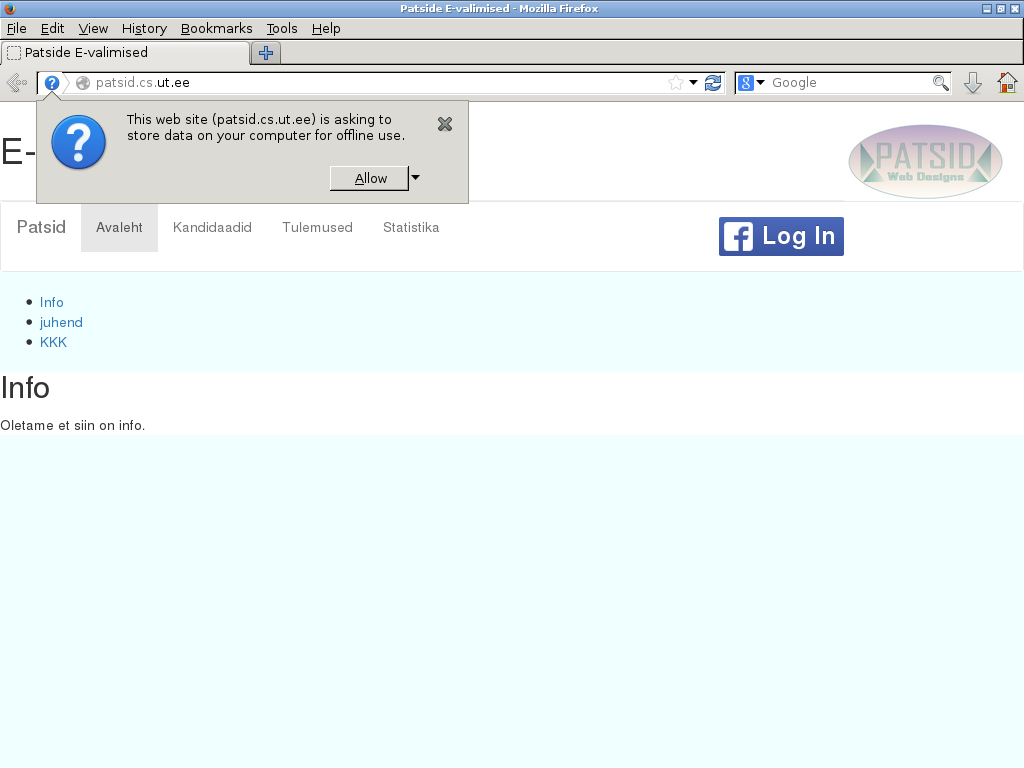 Patside E-valimised - Mozilla Firefox
File Edit View History Bookmarks Tools Help
Patside E-valimised
patsid.cs.ut.ee
Google
This web site (patsid.cs.ut.ee) is asking to
store data on your computer for offline use.
Allow
E-
PATSID
Web Designs
Patsid Avaleht Kandidaadid Tulemused Statistika
Log In
Info
juhend
KKK
Info
Oletame et siin on info.